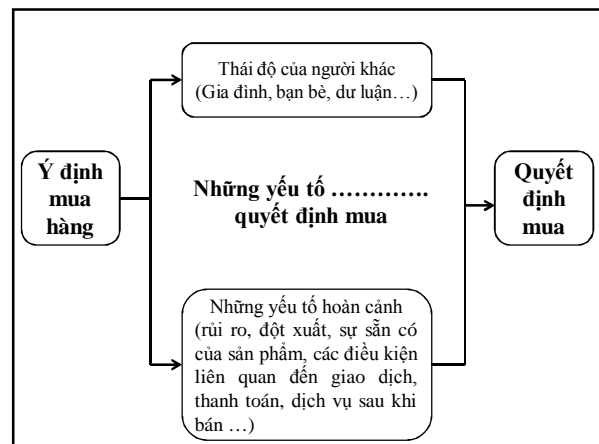 Thái độ của người khác
(Gia đình, bạn bè, dư luận…)
Ý định
mua
hàng
Những yếu tố ………….
quyết định mua
Quyết
định
mua
Những yếu tố hoàn cảnh
(rủi ro, đột xuất, sự sẵn có
của sản phẩm, các điều kiện
liên quan đến giao dịch,
thanh toán, dịch vụ sau khi
bán …)